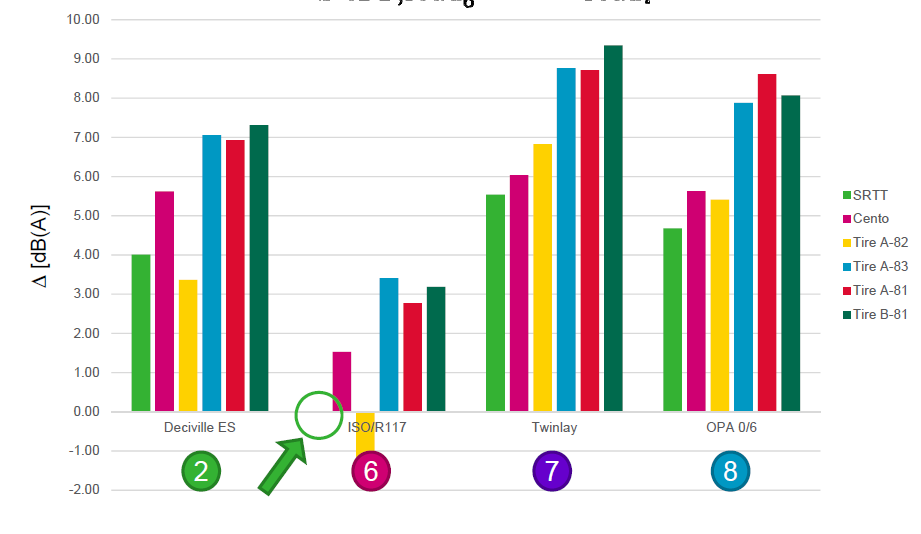 10.00
9.00
8.00
7.00
6.00
5.00
4.00
3.00
2.00
1.00
0.00
-1.00
-2.00
Δ [dB(A)]
Deciville ES
ISO/R117
Twinlay
OPA 0/6
2
6
7
8
SRTT
Cento
Tire A-82
Tire A-83
Tire A-81
Tire B-81